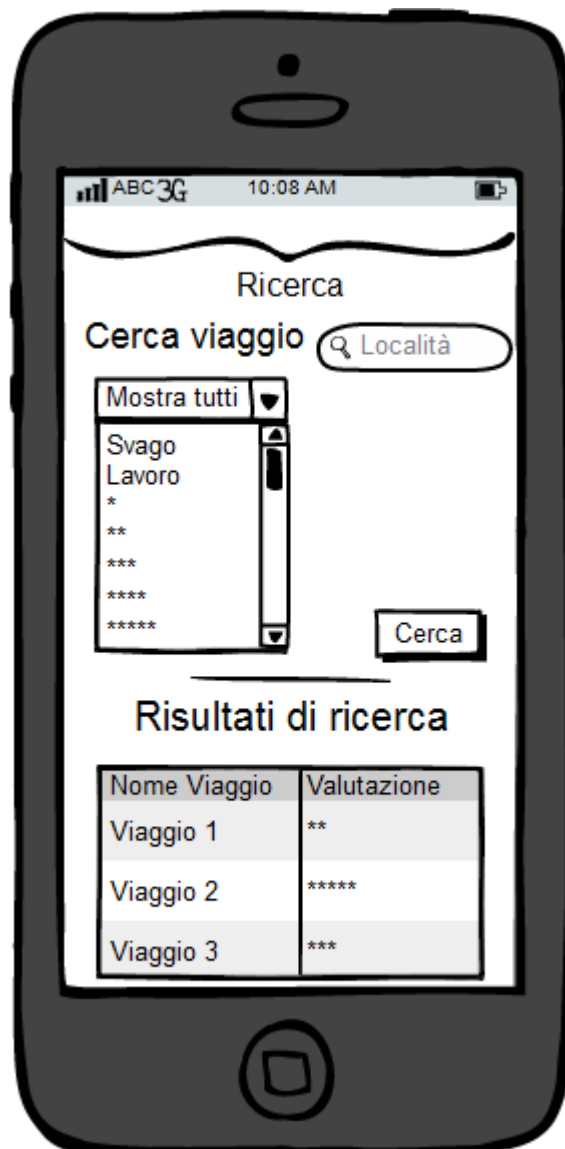 ABC 3G 10:08 AM
Ricerca
Cerca viaggio Località
Mostra tutti
Svago
Lavoro
*
**
***
****
*****
Cerca
Risultati di ricerca
Nome Viaggio Valutazione
Viaggio 1 **
Viaggio 2 *****
Viaggio 3 ***